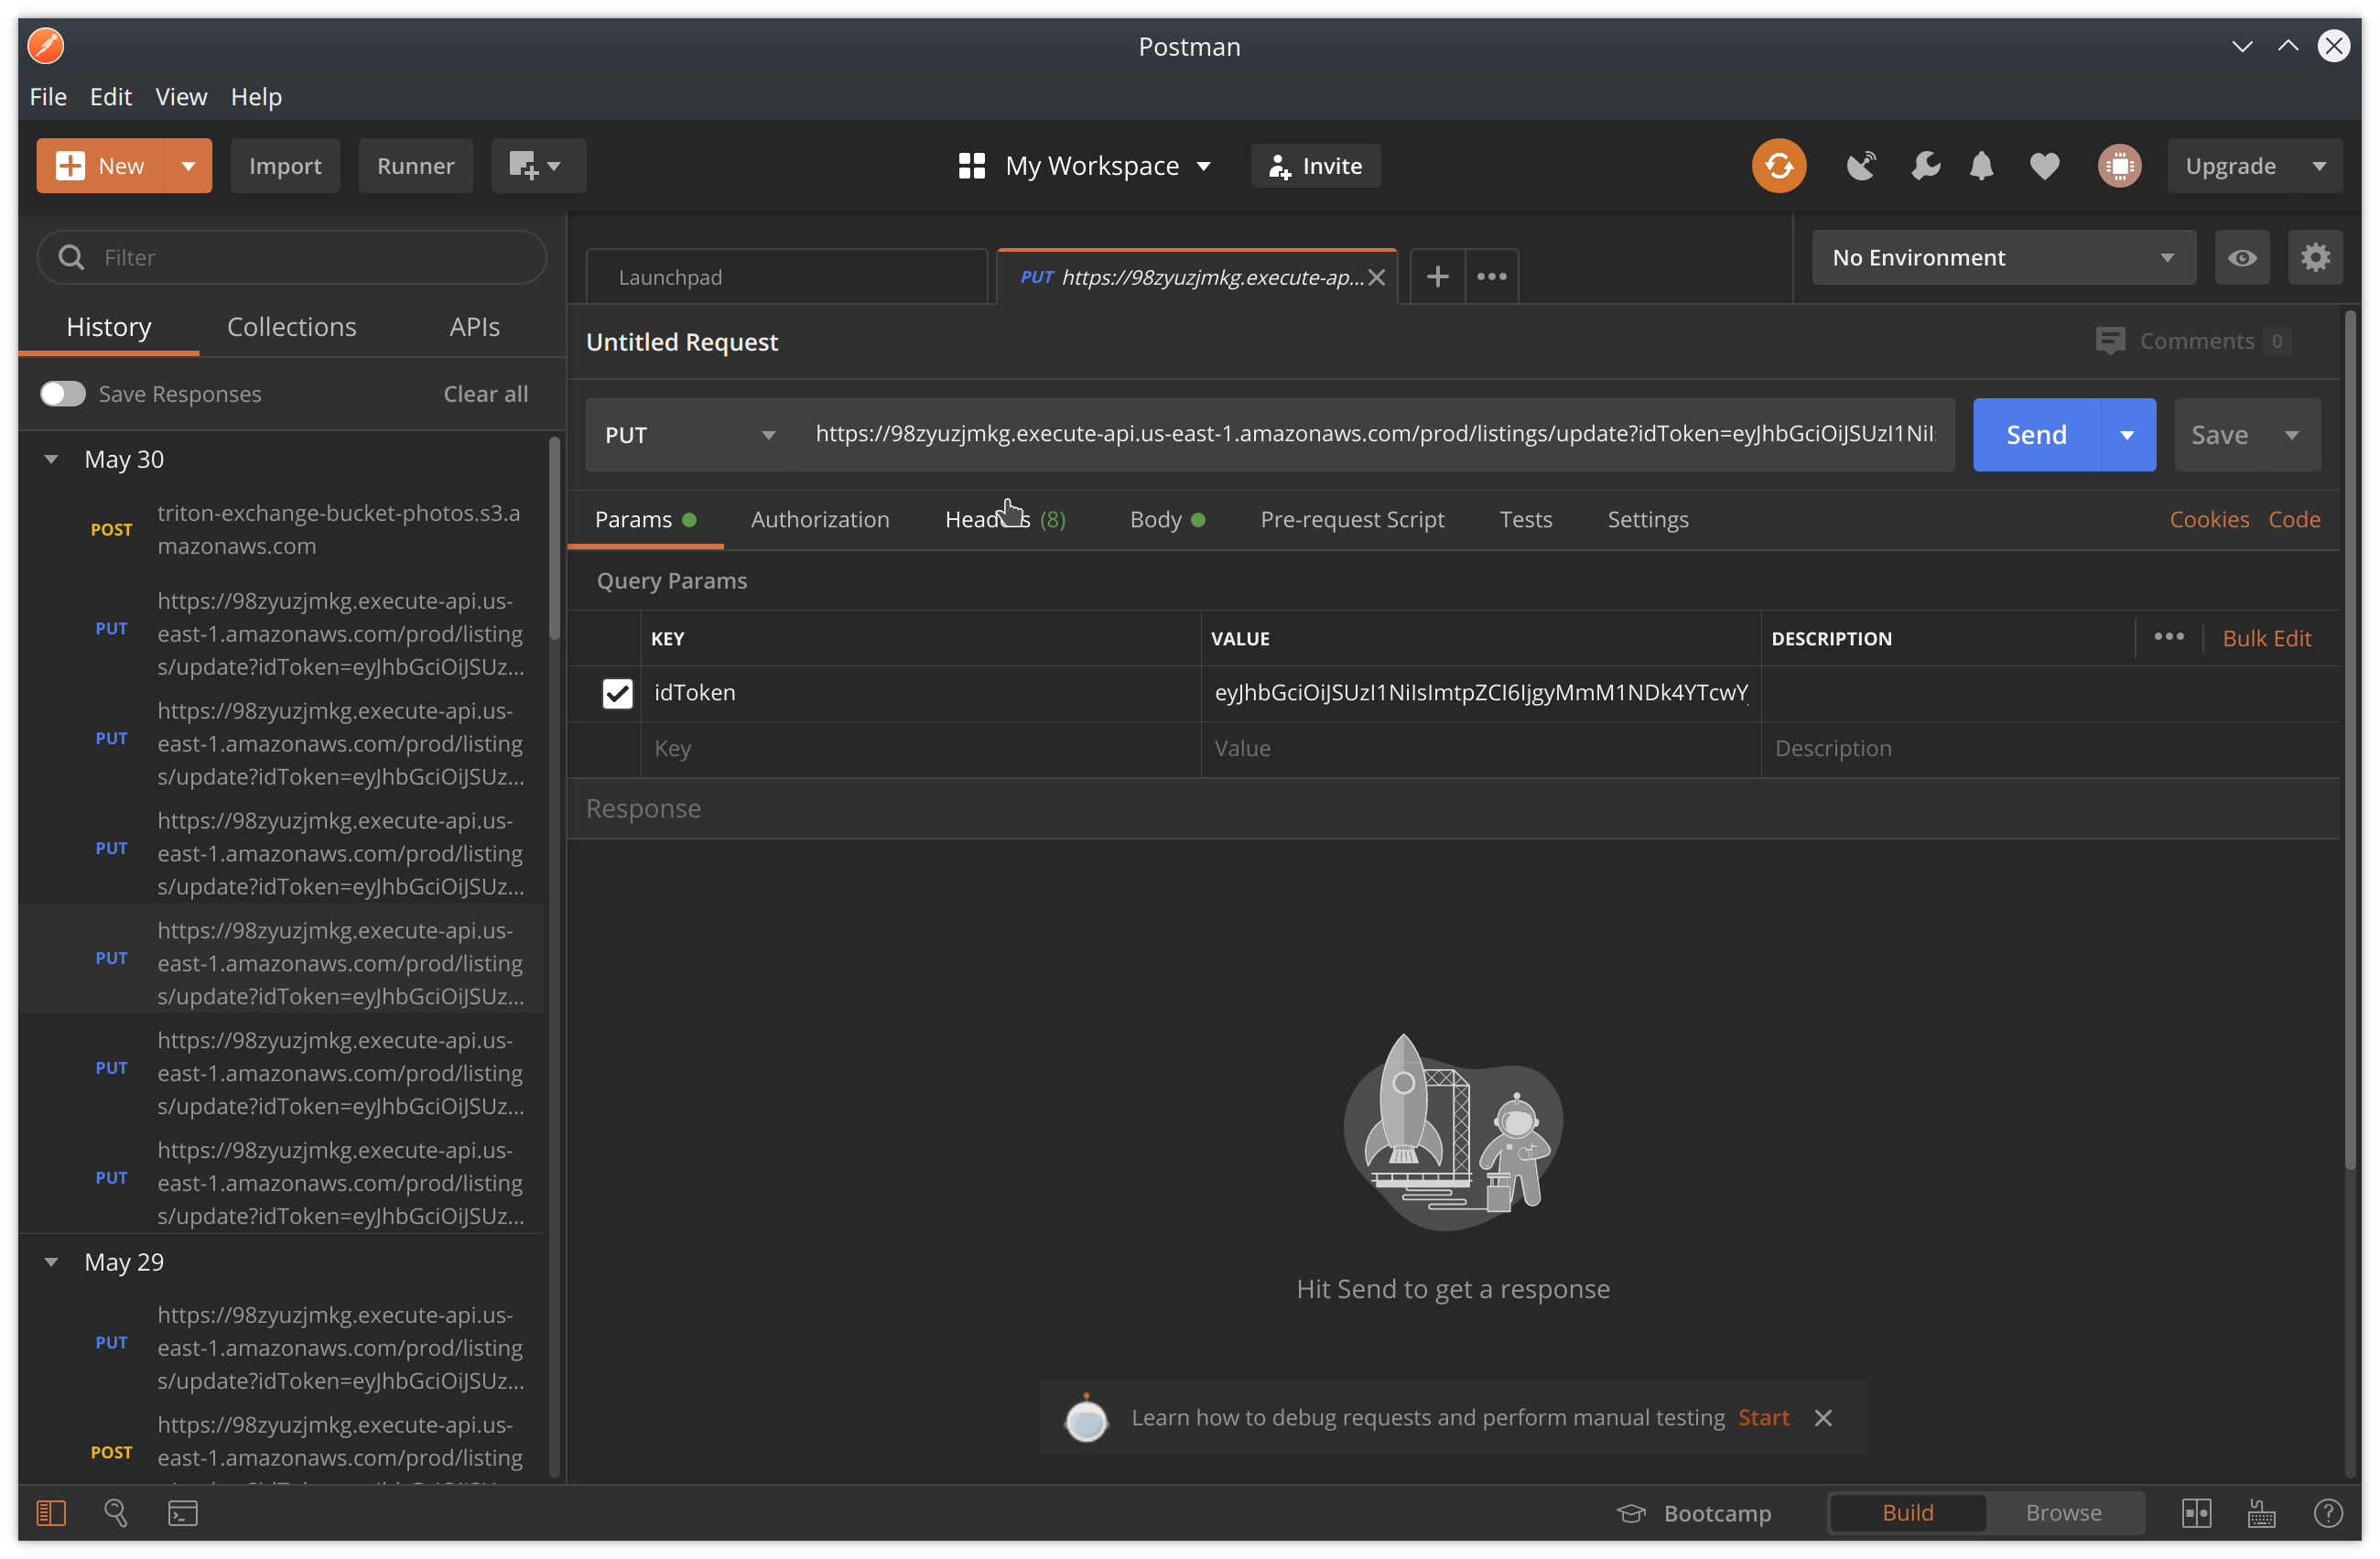 Postman
File Edit View Help
New Import Runner My Workspace Invite Upgrade
Filter
History Collections APIs
Save Responses Clear all
May 30
POST triton-exchange-bucket-photos.s3.a
mazonaws.com
PUT https://98zyuzjmkg.execute-api.us-
east-1.amazonaws.com/prod/listing
s/update?idToken=eyJhbGciOiJSUz...
PUT https://98zyuzjmkg.execute-api.us-
east-1.amazonaws.com/prod/listing
s/update?idToken=eyJhbGciOiJSUz...
PUT https://98zyuzjmkg.execute-api.us-
east-1.amazonaws.com/prod/listing
s/update?idToken=eyJhbGciOiJSUz...
PUT https://98zyuzjmkg.execute-api.us-
east-1.amazonaws.com/prod/listing
s/update?idToken=eyJhbGciOiJSUz...
PUT https://98zyuzjmkg.execute-api.us-
east-1.amazonaws.com/prod/listing
s/update?idToken=eyJhbGciOiJSUz...
PUT https://98zyuzjmkg.execute-api.us-
east-1.amazonaws.com/prod/listing
s/update?idToken=eyJhbGciOiJSUz...
May 29
PUT https://98zyuzjmkg.execute-api.us-
east-1.amazonaws.com/prod/listing
s/update?idToken=eyJhbGciOiJSUz...
POST https://98zyuzjmkg.execute-api.us-
east-1.amazonaws.com/prod/listing
Launchpad PUT https://98zyuzjmkg.execute-ap...
No Environment
Untitled Request Comments 0
PUT https://98zyuzjmkg.execute-api.us-east-1.amazonaws.com/prod/listings/update?idToken=eyJhbGciOiJSUzI1NiIs Send Save
Params Authorization Headers (8) Body Pre-request Script Tests Settings Cookies Code
Query Params
KEY VALUE DESCRIPTION ••• Bulk Edit
idToken eyJhbGciOiJSUzI1NiIsImtpZCI6IjgyMmM1NDk4YTcwY
Key Value Description
Response
Hit Send to get a response
Learn how to debug requests and perform manual testing Start
Bootcamp Build Browse